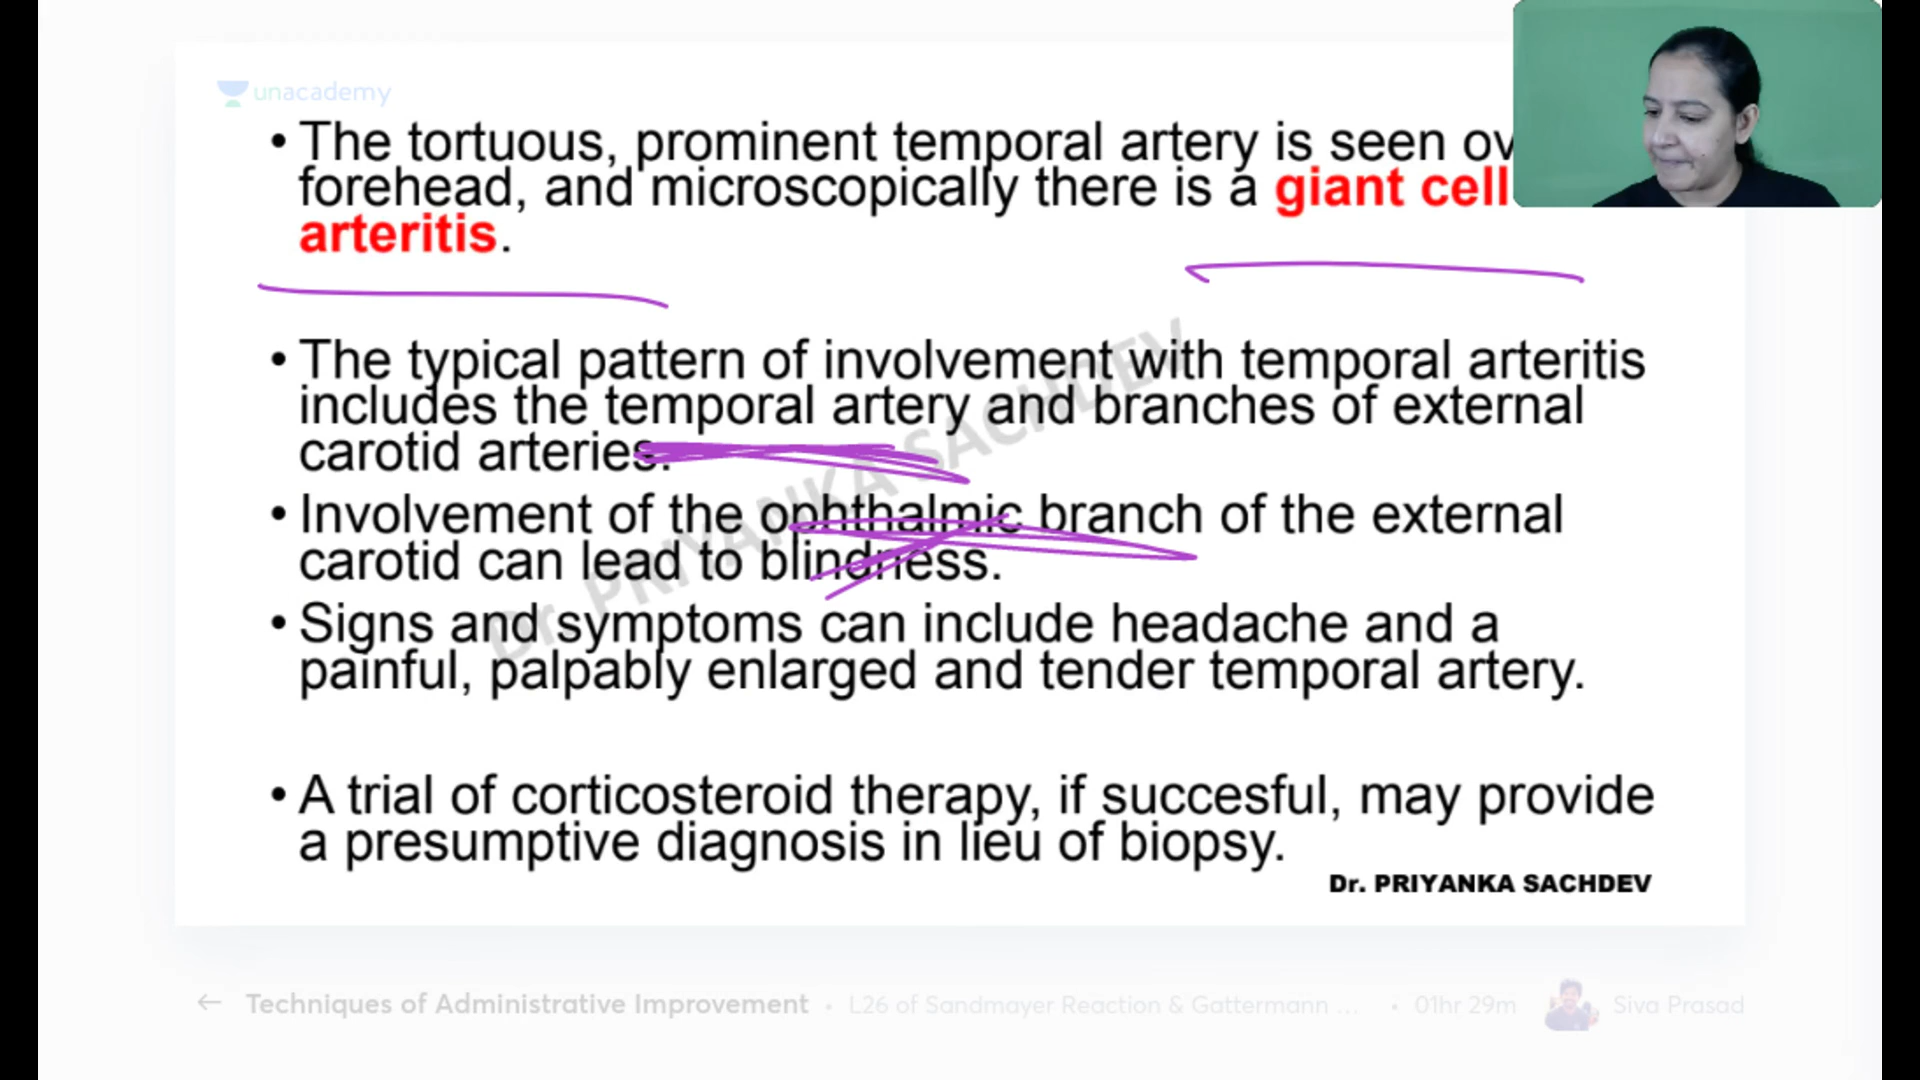 unacademy
• The tortuous, prominent temporal artery is seen
forehead, and microscopically there is a giant cell
arteritis.
• The typical pattern of involvement with temporal arteritis
includes the temporal artery and branches of external
carotid arteries.
• Involvement of the ophthalmic branch of the external
carotid can lead to blindness.
• Signs and symptoms can include headache and a
painful, palpably enlarged and tender temporal artery.
• A trial of corticosteroid therapy, if succesful, may provide
a presumptive diagnosis in lieu of biopsy.
Dr. PRIYANKA SACHDEV
Dr. PRIYANKA SACHDEV
← Techniques of Administrative Improvement • L26 of Sandmayer Reaction & Gattermann ... • 01hr 29m Siva Prasad